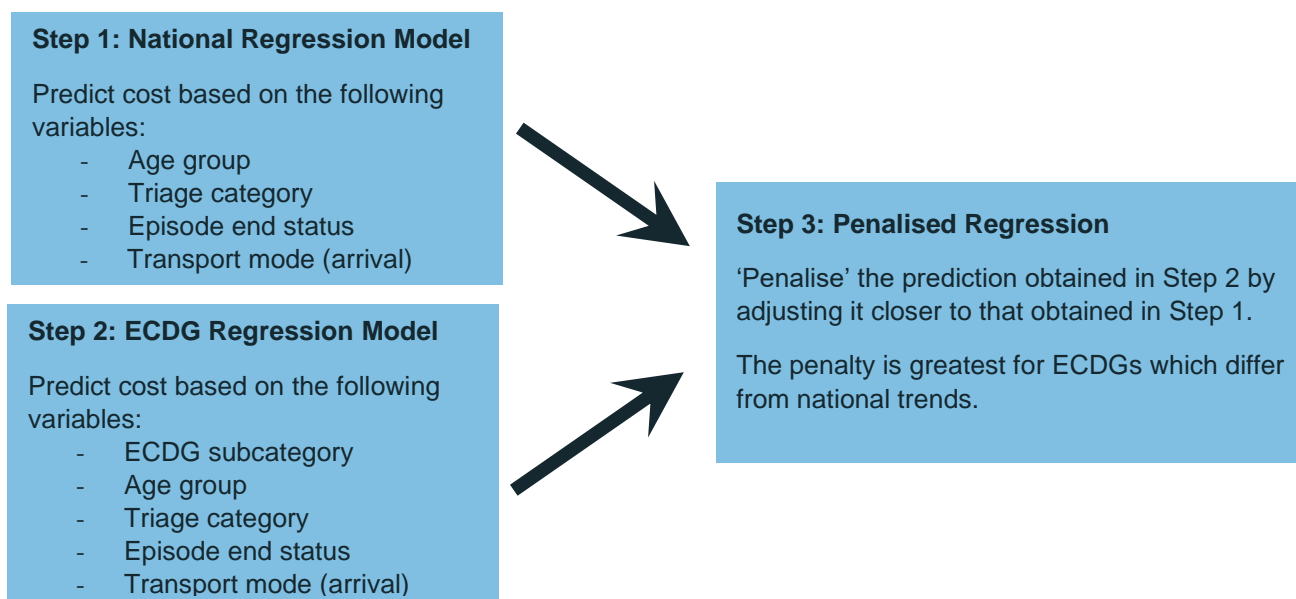 Step 1: National Regression Model
Predict cost based on the following
variables:
- Age group
- Triage category
- Episode end status
- Transport mode (arrival)
Step 2: ECDG Regression Model
Predict cost based on the following
variables:
- ECDG subcategory
- Age group
- Triage category
- Episode end status
- Transport mode (arrival)
Step 3: Penalised Regression
‘Penalise’ the prediction obtained in Step 2 by
adjusting it closer to that obtained in Step 1.
The penalty is greatest for ECDGs which differ
from national trends.